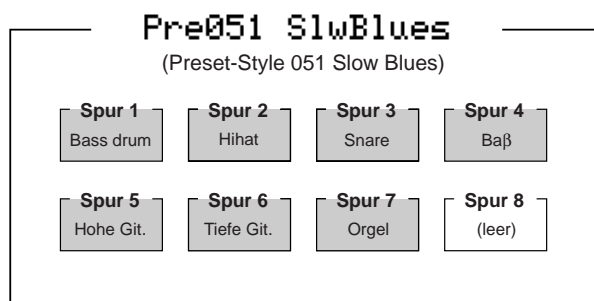 Pre051 SlwBlues
(Preset-Style 051 Slow Blues)
Spur 1 Spur 2 Spur 3 Spur 4
Bass drum Hihat Snare Baβ
Spur 5 Spur 6 Spur 7 Spur 8
Hohe Git. Tiefe Git. Orgel (leer)